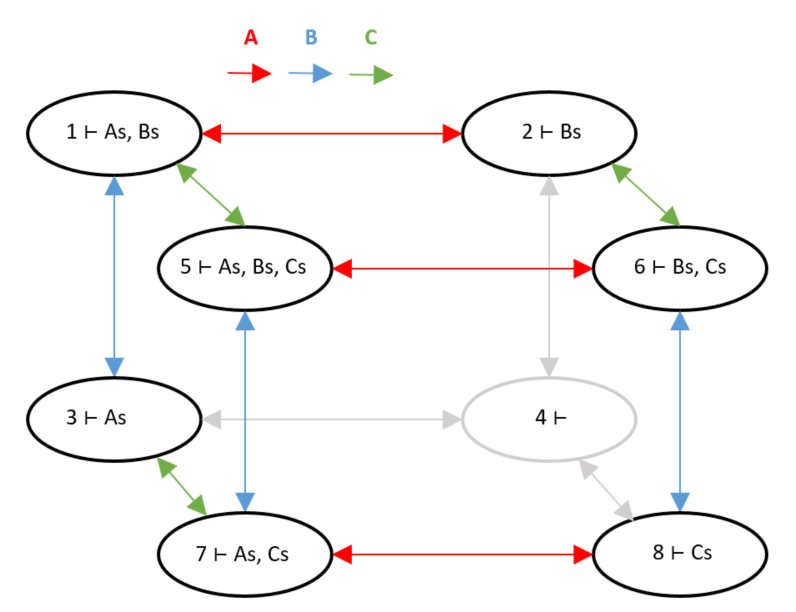 A B C
1 ⊢ As, Bs
2 ⊢ Bs
5 ⊢ As, Bs, Cs
6 ⊢ Bs, Cs
3 ⊢ As
4 ⊢
7 ⊢ As, Cs
8 ⊢ Cs